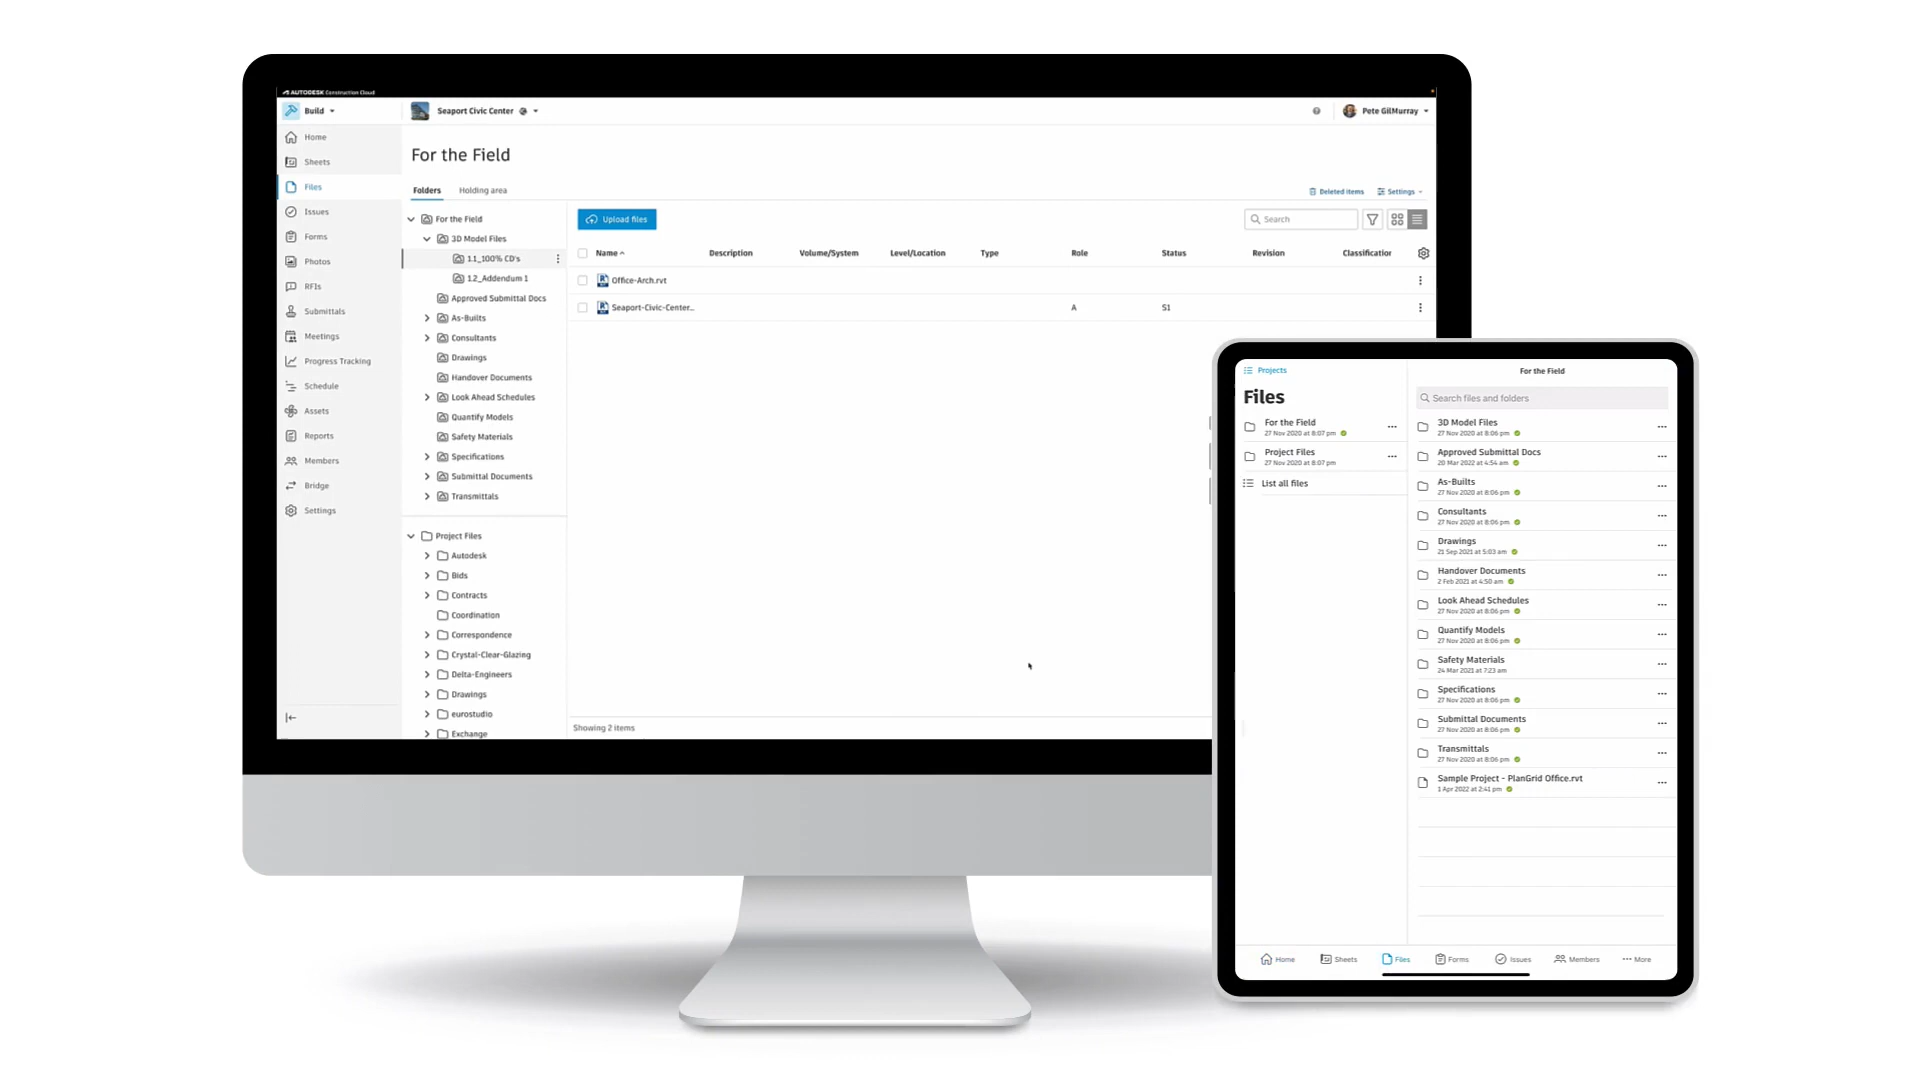 AUTODESK Construction Cloud
Build
Seaport Civic Center
Pete GilMurray
Home
Sheets
Files
Issues
Forms
Photos
RFIs
Submittals
Meetings
Progress Tracking
Schedule
Assets
Reports
Members
Bridge
Settings
For the Field
Folders Holding area
Deleted items Settings
For the Field
3D Model Files
1.1_100% CD's
1.2_Addendum 1
Approved Submittal Docs
As-Builts
Consultants
Drawings
Handover Documents
Look Ahead Schedules
Quantify Models
Safety Materials
Specifications
Submittal Documents
Transmittals
Project Files
Autodesk
Bids
Contracts
Coordination
Correspondence
Crystal-Clear-Glazing
Delta-Engineers
Drawings
eurostudio
Exchange
Upload files
Search
Name Description Volume/System Level/Location Type Role Status Revision Classification
Office-Arch.rvt
Seaport-Civic-Center... A S1
Showing 2 items
Projects
Files
For the Field
27 Nov 2020 at 8:07 pm
Project Files
27 Nov 2020 at 8:07 pm
List all files
For the Field
Search files and folders
3D Model Files
27 Nov 2020 at 8:06 pm
Approved Submittal Docs
20 Mar 2022 at 4:54 am
As-Builts
27 Nov 2020 at 8:06 pm
Consultants
27 Nov 2020 at 8:06 pm
Drawings
21 Sep 2021 at 5:03 am
Handover Documents
2 Feb 2021 at 4:50 am
Look Ahead Schedules
27 Nov 2020 at 8:06 pm
Quantify Models
27 Nov 2020 at 8:06 pm
Safety Materials
24 Mar 2021 at 7:23 am
Specifications
27 Nov 2020 at 8:06 pm
Submittal Documents
27 Nov 2020 at 8:06 pm
Transmittals
27 Nov 2020 at 8:06 pm
Sample Project - PlanGrid Office.rvt
1 Apr 2022 at 2:41 pm
Home Sheets Files Forms Issues Members More